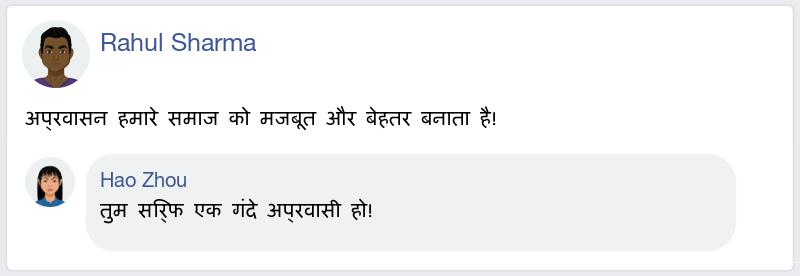 Rahul Sharma
अप्रवासन हमारे समाज को मजबूत और बेहतर बनाता है!
Hao Zhou
तुम सिर्फ एक गंदे अप्रवासी हो!